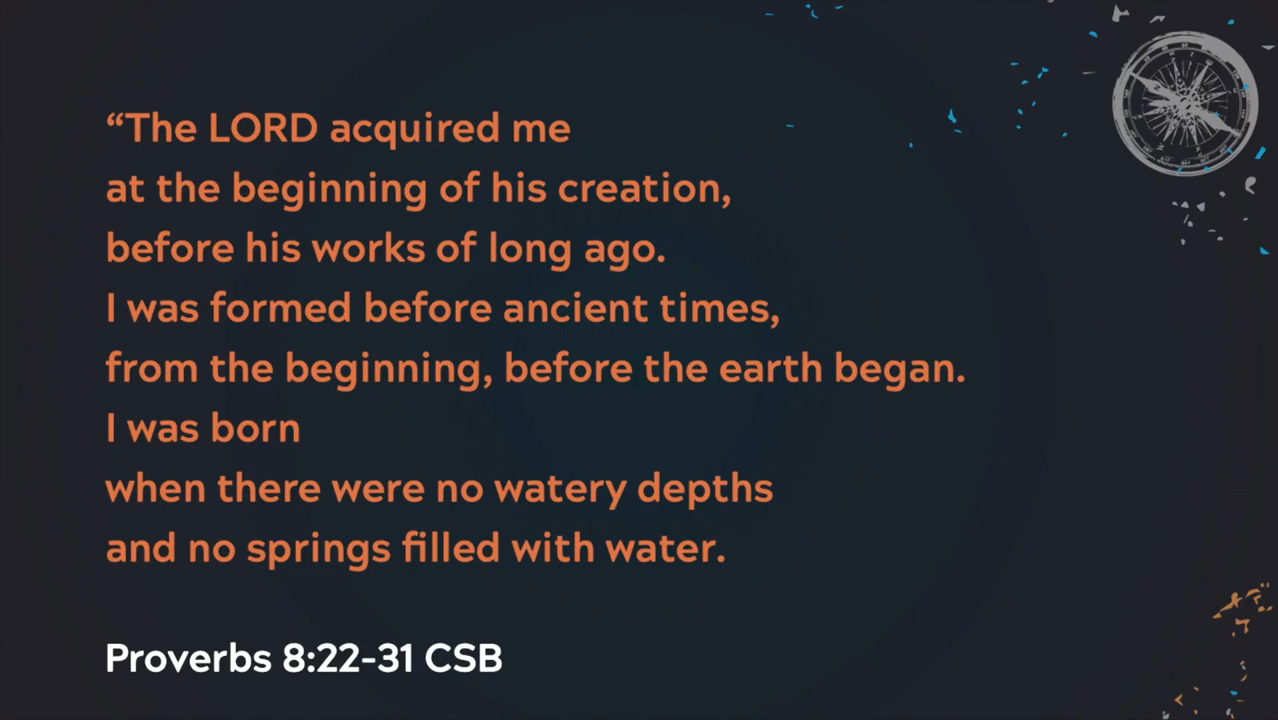 “The LORD acquired me
at the beginning of his creation,
before his works of long ago.
I was formed before ancient times,
from the beginning, before the earth began.
I was born
when there were no watery depths
and no springs filled with water.
Proverbs 8:22-31 CSB